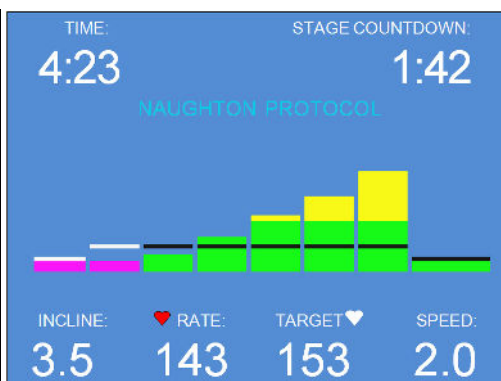 TIME: STAGE COUNTDOWN:
4:23 1:42
NAUGHTON PROTOCOL
INCLINE: RATE: TARGET SPEED:
3.5 143 153 2.0